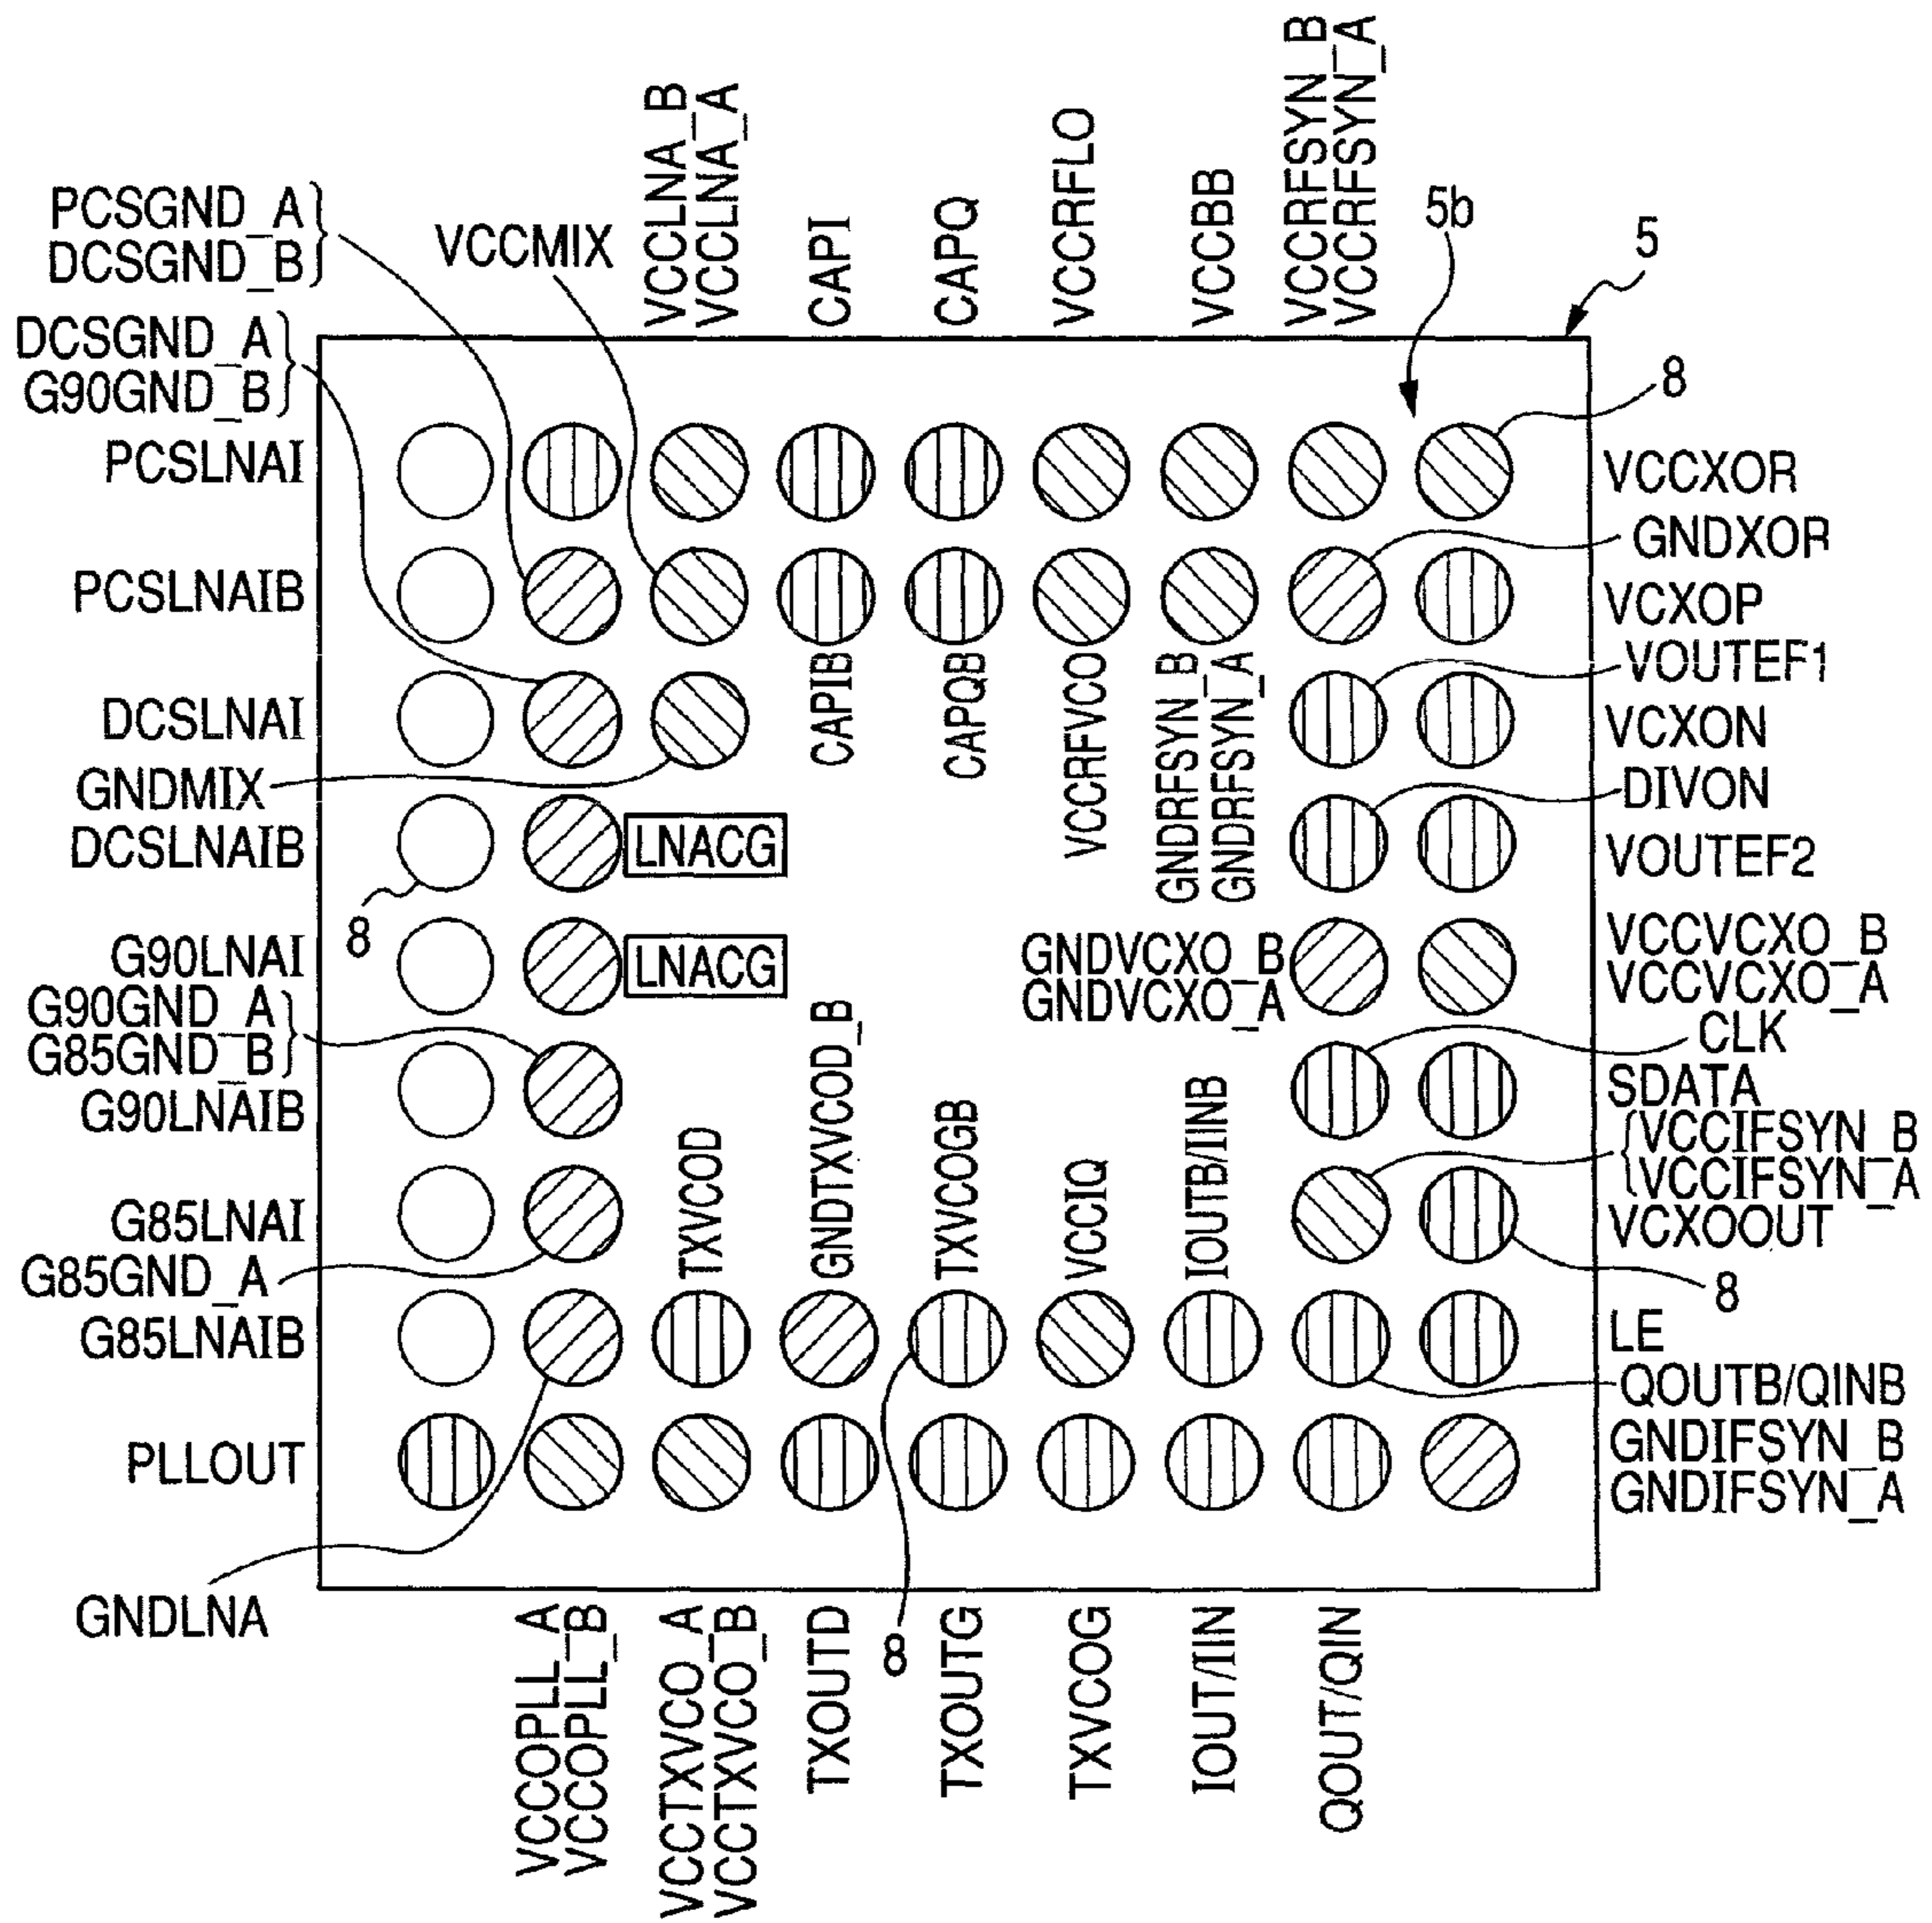 VCCLNA_B
VCCLNA_A
CAPI
CAPQ
VCCRFLO
VCCBB
VCCRFSYN_B
VCCRFSYN_A
PCSGND_A
DCSGND_B
VCCMIX
5b
5
DCSGND_A
G90GND_B
8
PCSLNAI
VCCXOR
GNDXOR
PCSLNAIB
VCXOP
VOUTEF1
CAPIB
CAPQB
VCCRFVCO
GNDRFSYN_B
GNDRFSYN_A
DCSLNAI
VCXON
GNDMIX
DIVON
DCSLNAIB
LNACG
VOUTEF2
8
G90LNAI
LNACG
GNDVCXO_B
GNDVCXO_A
VCCVCXO_B
VCCVCXO_A
G90GND_A
G85GND_B
CLK
G90LNAIB
SDATA
VCCIFSYN_B
VCCIFSYN_A
TXVCOD
GNDTXVCOD_B
TXVCOGB
VCCIQ
IOUTB/IINB
G85LNAI
VCXOOUT
G85GND_A
8
G85LNAIB
LE
QOUTB/QINB
PLLOUT
GNDIFSYN_B
GNDIFSYN_A
GNDLNA
8
VCCOPLL_A
VCCOPLL_B
VCCTXVCO_A
VCCTXVCO_B
TXOUTD
TXOUTG
TXVCOG
IOUT/IIN
QOUT/QIN